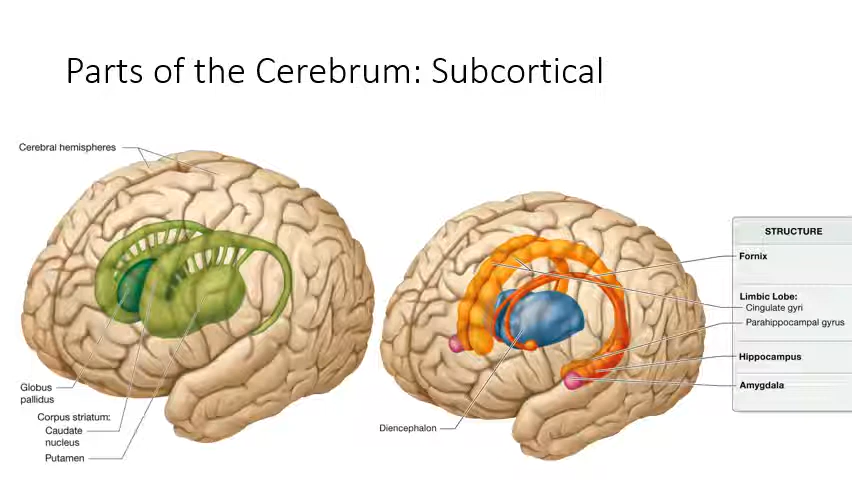 Parts of the Cerebrum: Subcortical
Cerebral hemispheres
Globus
pallidus
Corpus striatum:
Caudate
nucleus
Putamen
Diencephalon
STRUCTURE
Fornix
Limbic Lobe:
Cingulate gyri
Parahippocampal gyrus
Hippocampus
Amygdala